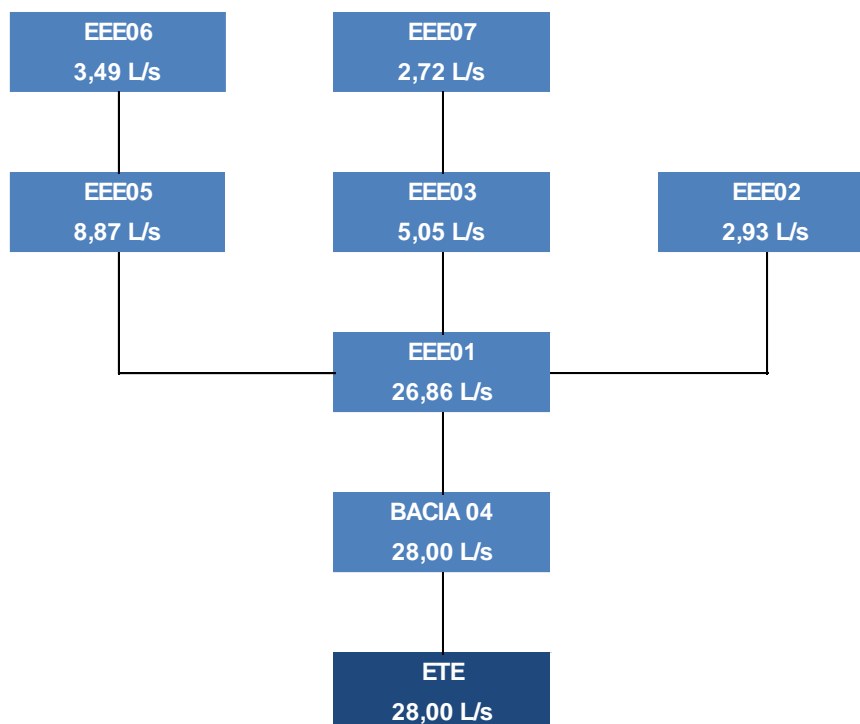 EEE06
3,49 L/s
EEE07
2,72 L/s
EEE05
8,87 L/s
EEE03
5,05 L/s
EEE02
2,93 L/s
EEE01
26,86 L/s
BACIA 04
28,00 L/s
ETE
28,00 L/s